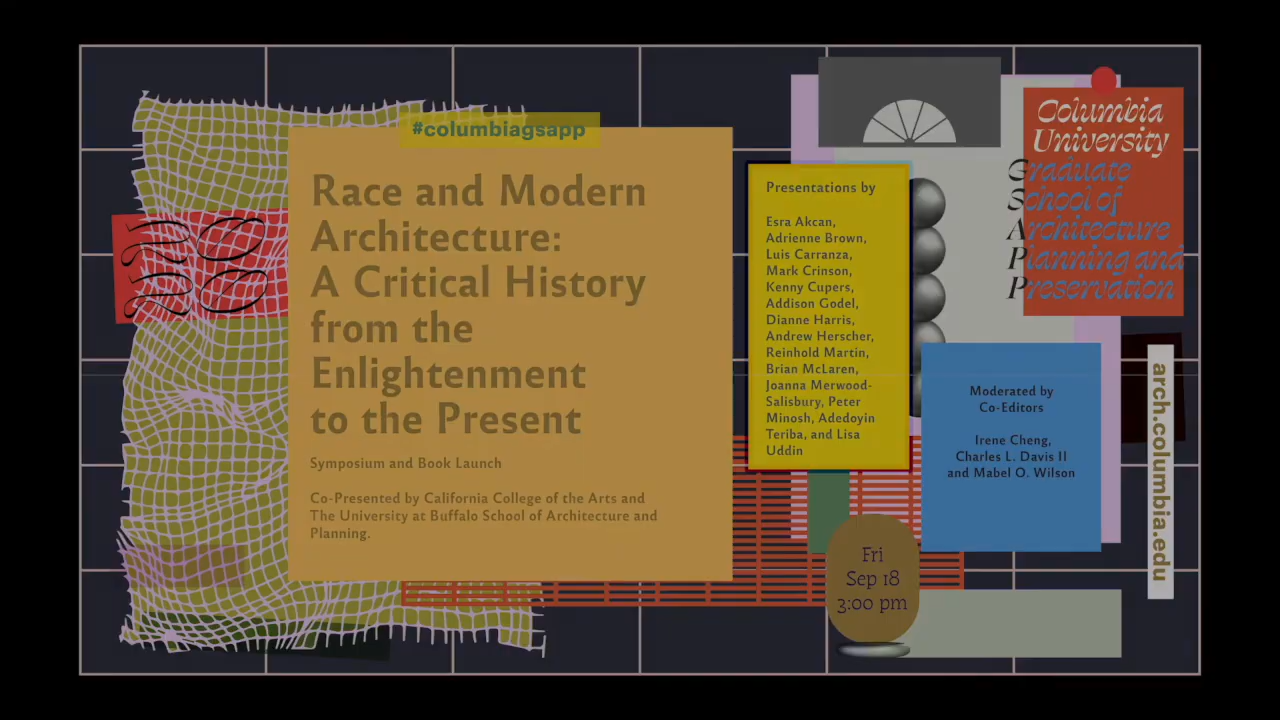 #columbiagsapp
Race and Modern
Architecture:
A Critical History
from the
Enlightenment
to the Present
Symposium and Book Launch
Co-Presented by California College of the Arts and
The University at Buffalo School of Architecture and
Planning.
Presentations by
Esra Akcan,
Adrienne Brown,
Luis Carranza,
Mark Crinson,
Kenny Cupers,
Addison Godel,
Dianne Harris,
Andrew Herscher,
Reinhold Martin,
Brian McLaren,
Joanna Merwood-
Salisbury, Peter
Minosh, Adedoyin
Teriba, and Lisa
Uddin
Columbia
University
Graduate
School of
Architecture
Planning and
Preservation
Moderated by
Co-Editors
Irene Cheng,
Charles L. Davis II
and Mabel O. Wilson
Fri
Sep 18
3:00 pm
arch.columbia.edu